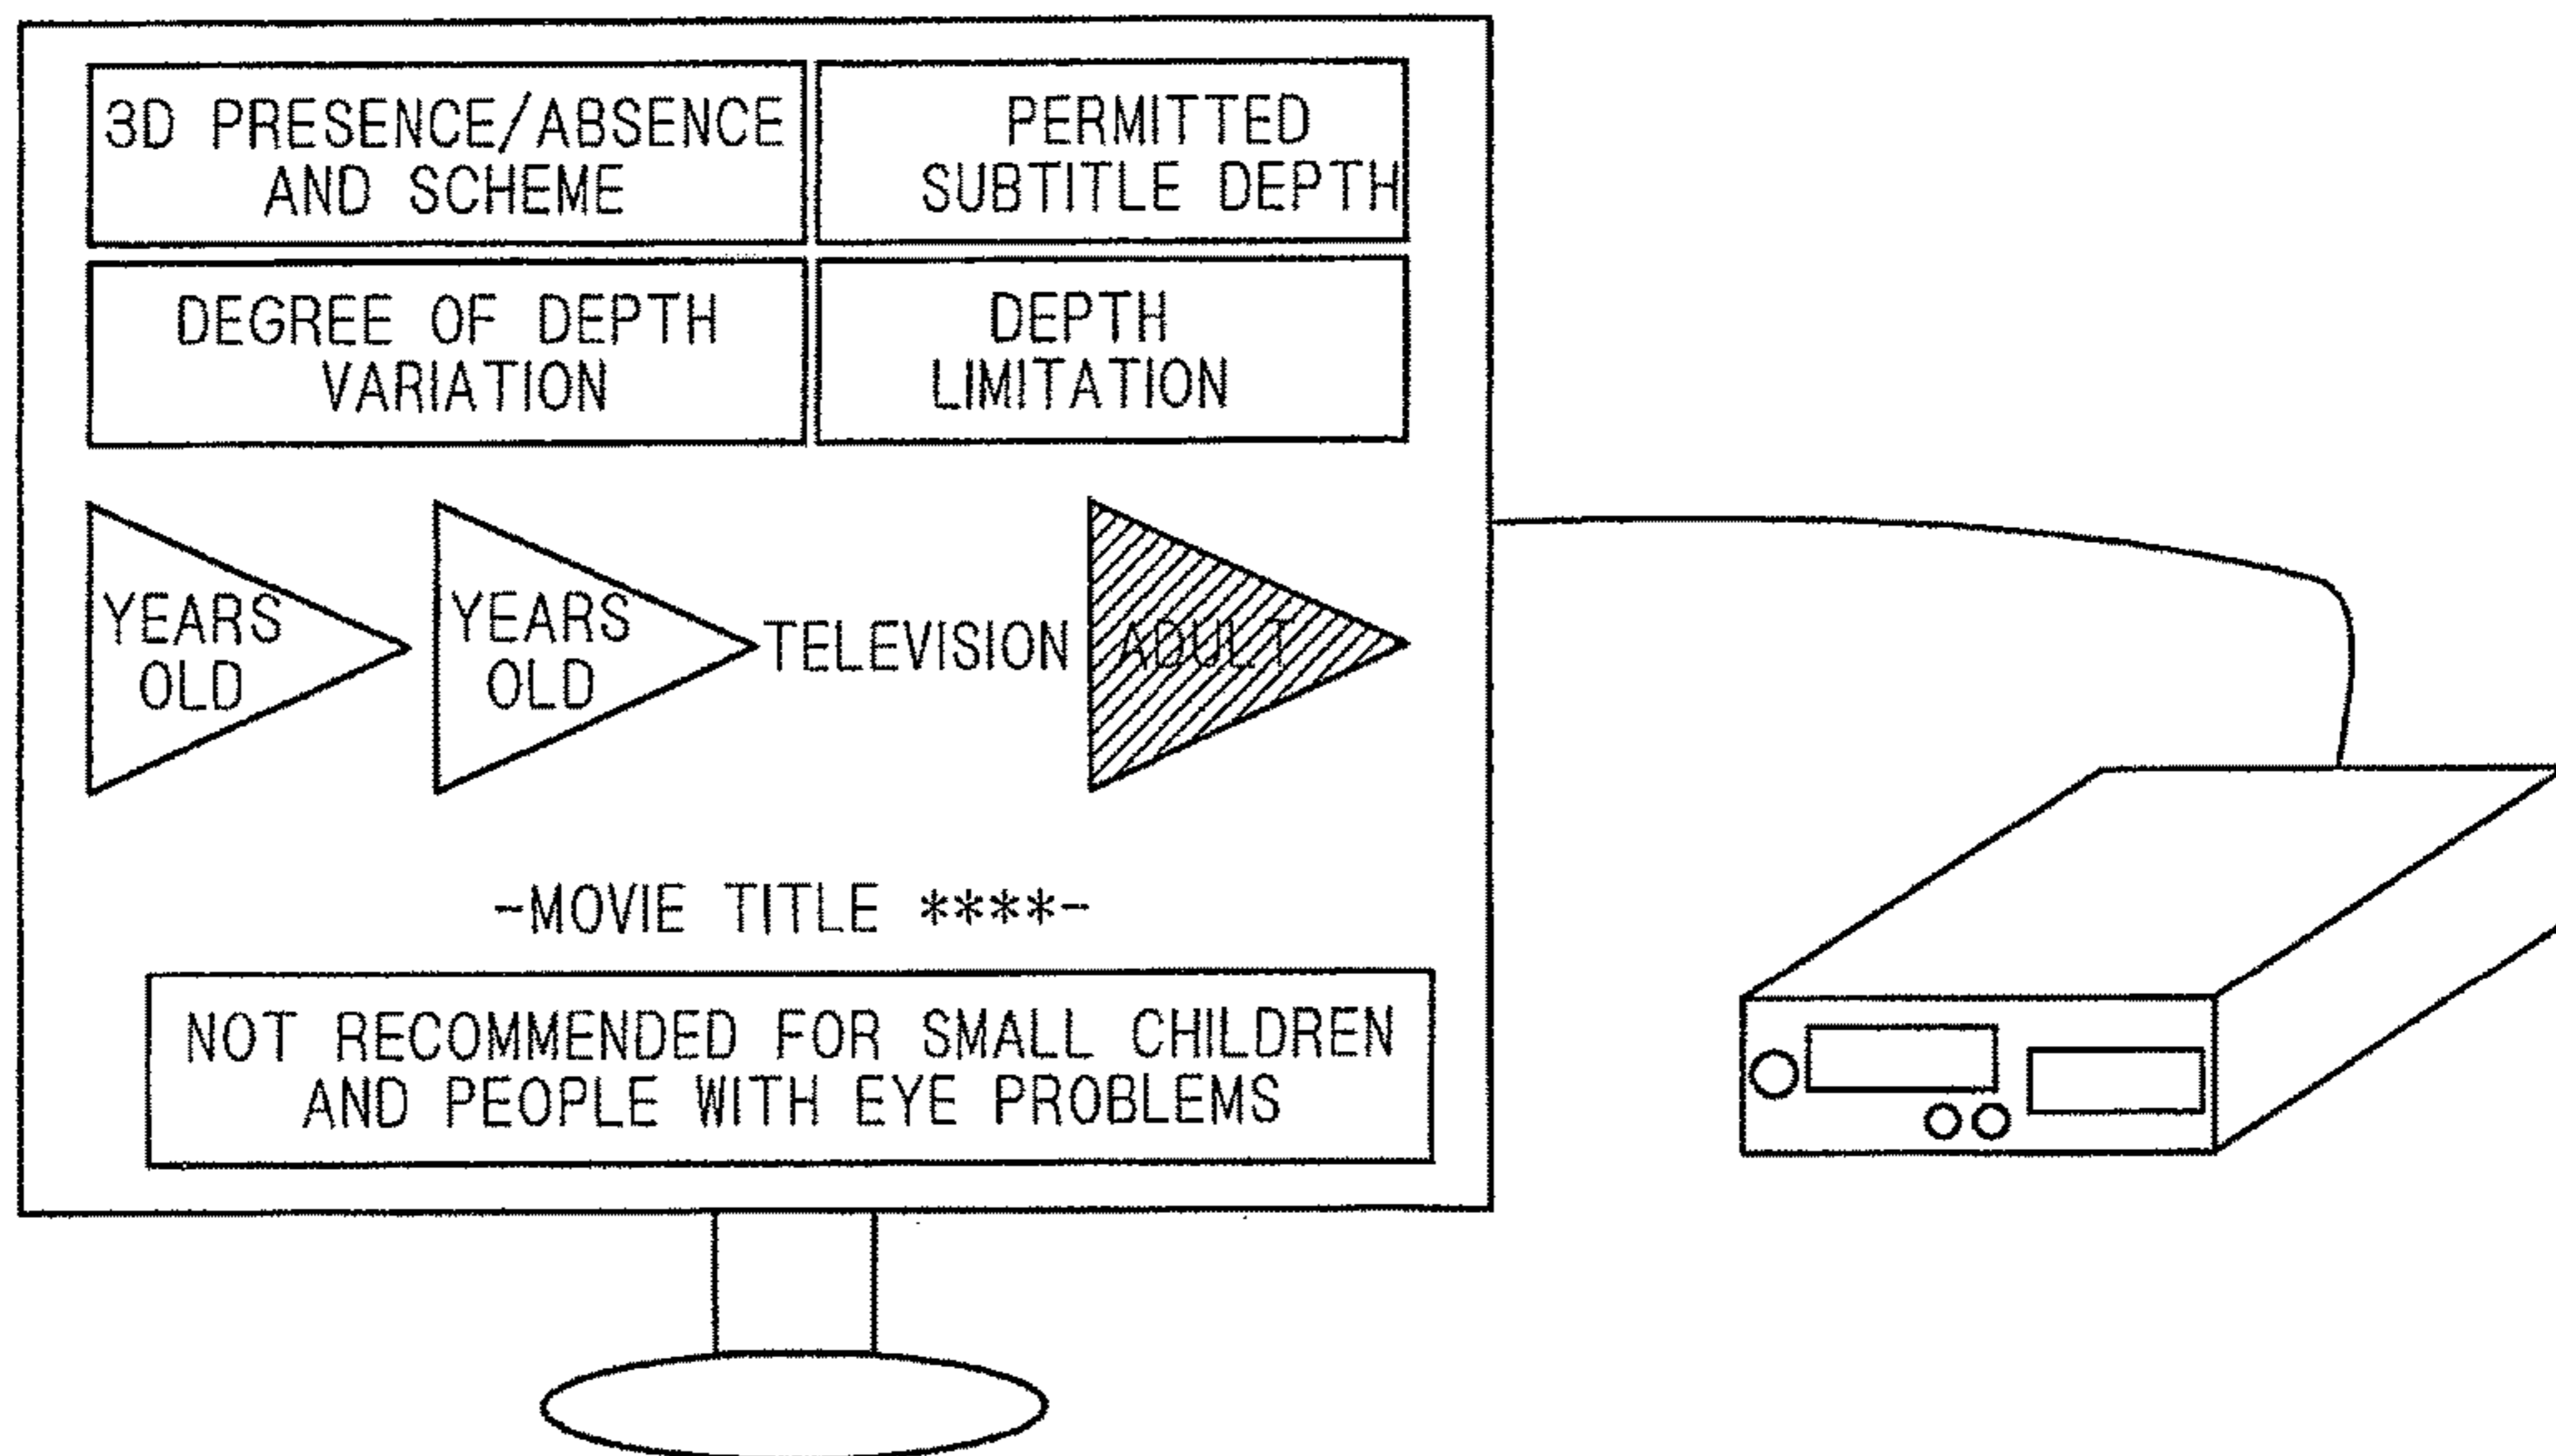 3D PRESENCE/ABSENCE
AND SCHEME
PERMITTED
SUBTITLE DEPTH
DEGREE OF DEPTH
VARIATION
DEPTH
LIMITATION
YEARS
OLD
YEARS
OLD
TELEVISION
ADULT
-MOVIE TITLE ****-
NOT RECOMMENDED FOR SMALL CHILDREN
AND PEOPLE WITH EYE PROBLEMS